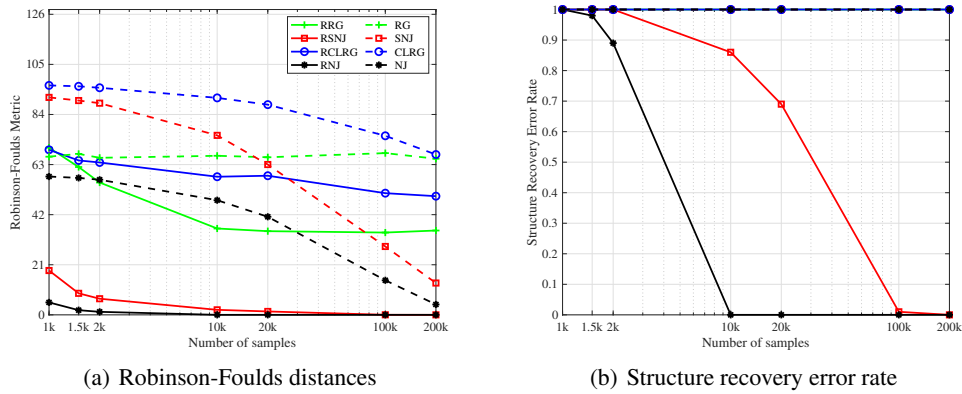 126
105
84
63
42
21
0
Robinson-Foulds Metric
RRG
RSNJ
RCLRG
RNJ
RG
SNJ
CLRG
NJ
1k 1.5k 2k 10k 20k 100k 200k
Number of samples
(a) Robinson-Foulds distances
1
0.9
0.8
0.7
0.6
0.5
0.4
0.3
0.2
0.1
0
Structure Recovery Error Rate
1k 1.5k 2k 10k 20k 100k 200k
Number of samples
(b) Structure recovery error rate